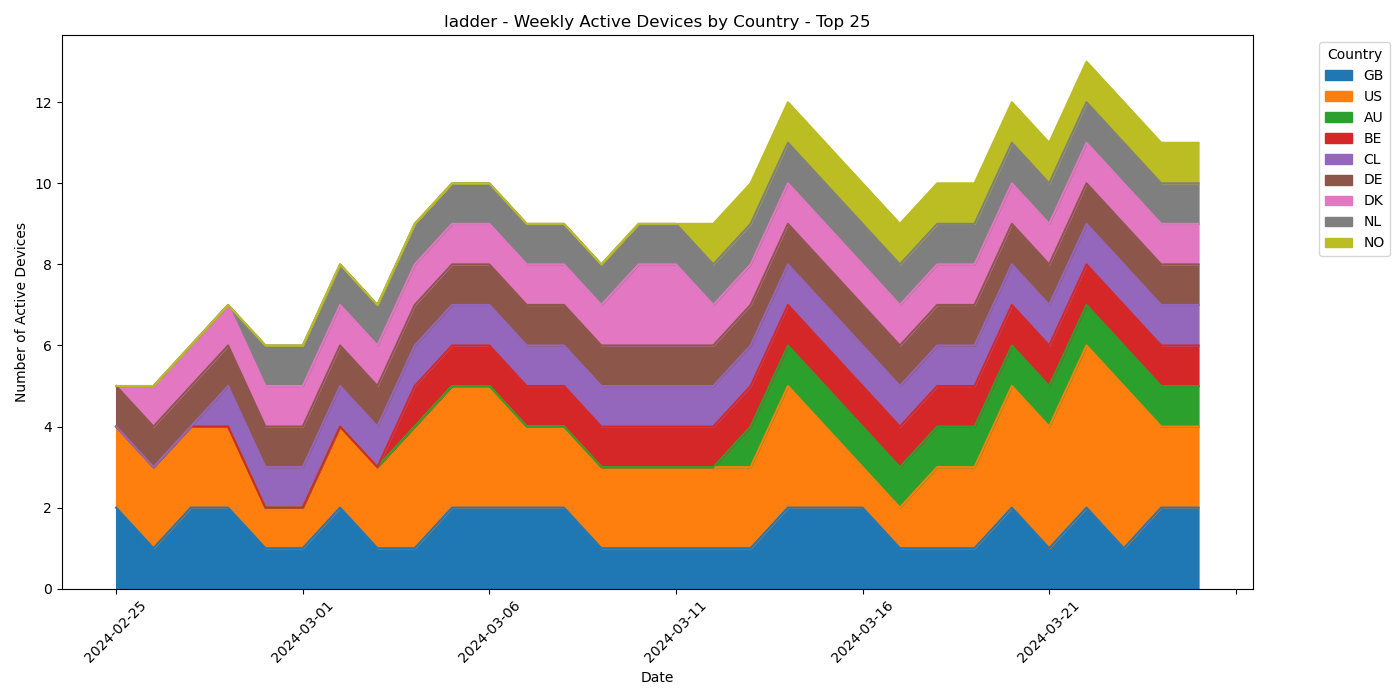 ladder - Weekly Active Devices by Country - Top 25
Number of Active Devices
12
10
8
6
4
2
0
2024-02-25
2024-03-01
2024-03-06
2024-03-11
2024-03-16
2024-03-21
Date
Country
GB
US
AU
BE
CL
DE
DK
NL
NO